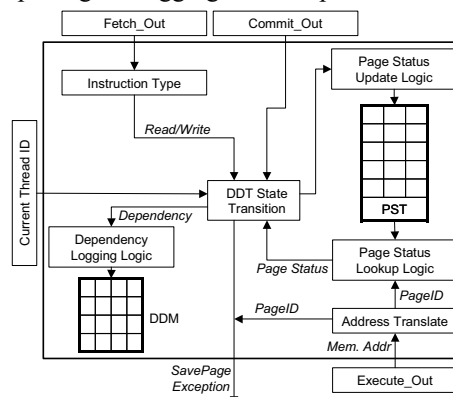 Fetch_Out
Commit_Out
Instruction Type
Page Status
Update Logic
Read/Write
Current Thread ID
DDT State
Transition
PST
Dependency
Dependency
Logging Logic
Page Status
Page Status
Lookup Logic
DDM
PageID
PageID
Address Translate
Mem. Addr
SavePage
Exception
Execute_Out